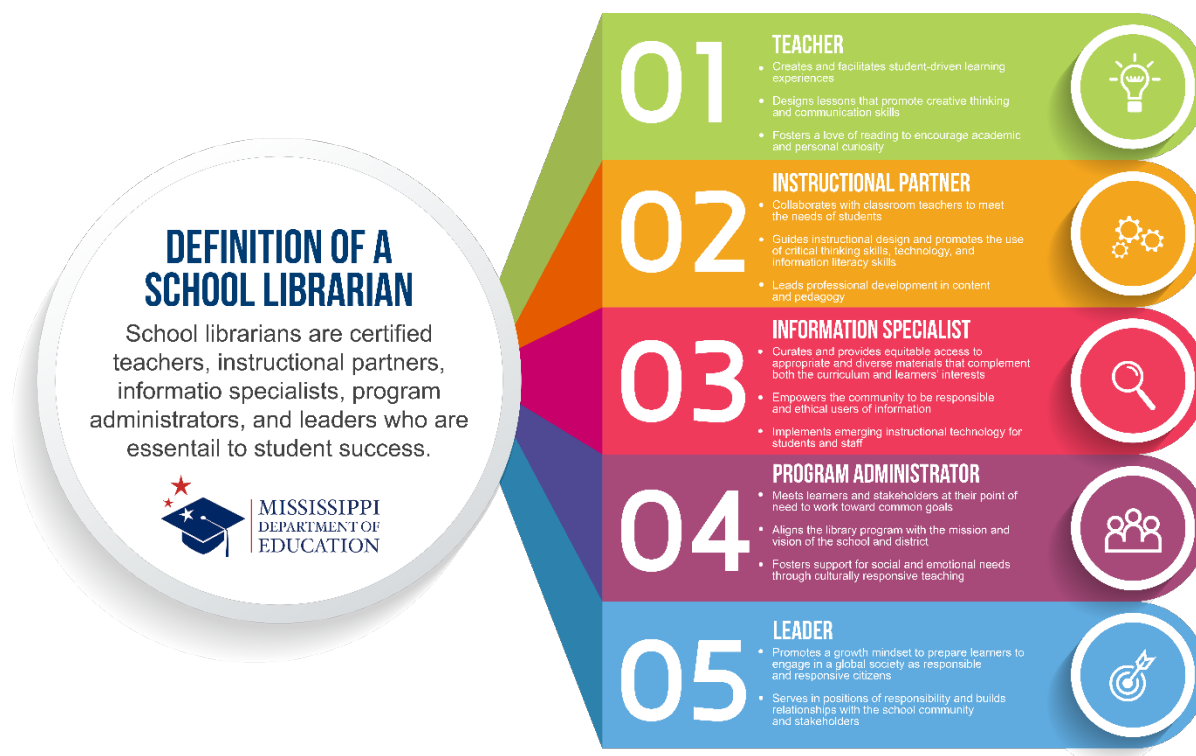 DEFINITION OF A
SCHOOL LIBRARIAN
School librarians are certified
teachers, instructional partners,
informatio specialists, program
administrators, and leaders who are
essentail to student success.
MISSISSIPPI
DEPARTMENT OF
EDUCATION
01
TEACHER
• Creates and facilitates student-driven learning
experiences
• Designs lessons that promote creative thinking
and communication skills
• Fosters a love of reading to encourage academic
and personal curiosity
02
INSTRUCTIONAL PARTNER
• Collaborates with classroom teachers to meet
the needs of students
• Guides instructional design and promotes the use
of critical thinking skills, technology, and
information literacy skills
• Leads professional development in content
and pedagogy
03
INFORMATION SPECIALIST
• Curates and provides equitable access to
appropriate and diverse materials that complement
both the curriculum and learners' interests
• Empowers the community to be responsible
and ethical users of information
• Implements emerging instructional technology for
students and staff
04
PROGRAM ADMINISTRATOR
• Meets learners and stakeholders at their point of
need to work toward common goals
• Aligns the library program with the mission and
vision of the school and district
• Fosters support for social and emotional needs
through culturally responsive teaching
05
LEADER
• Promotes a growth mindset to prepare learners to
engage in a global society as responsible
and responsive citizens
• Serves in positions of responsibility and builds
relationships with the school community
and stakeholders